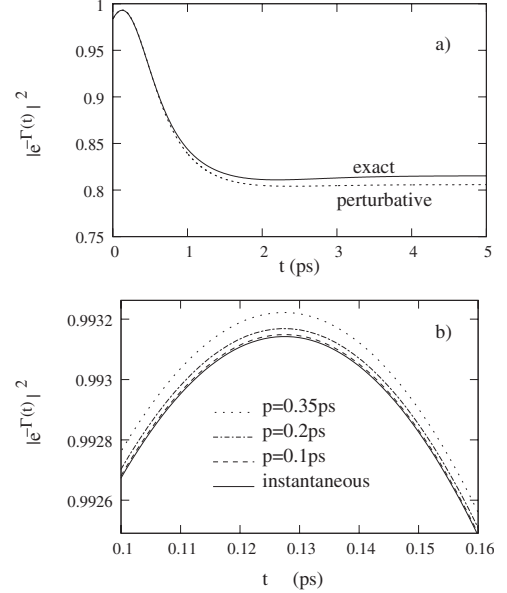 1
a)
0.95
0.9
|e^-Γ(t)|^2
0.85
exact
0.8
perturbative
0.75
0 1 2 3 4 5
t (ps)
0.9932
b)
0.993
|e^-Γ(t)|^2
p=0.35ps
p=0.2ps
0.9928
p=0.1ps
instantaneous
0.9926
0.1 0.11 0.12 0.13 0.14 0.15 0.16
t (ps)